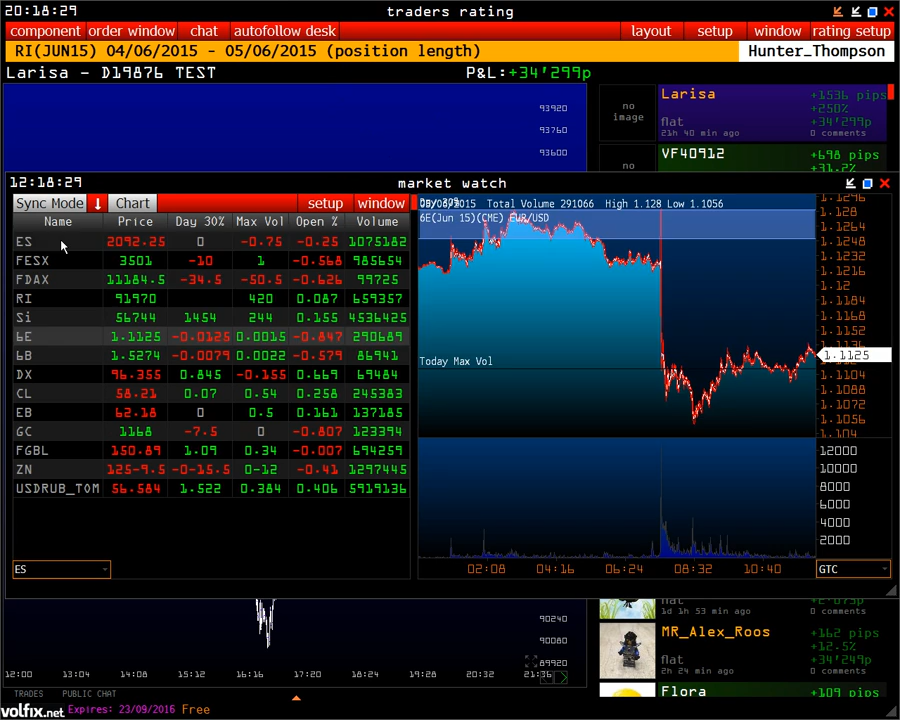 20:18:29 traders rating
component order window chat autofollow desk layout setup window rating setup
RI(JUN15) 04/06/2015 - 05/06/2015 (position length) Hunter_Thompson
Larisa - D19876 TEST P&L:+34'299p
93920
93760
93600
no image
Larisa +1536 pips
+250%
flat +34'299p
21h 40 min ago 0 comments
no
VF40912 +698 pips
+31.2%
12:18:29 market watch
Sync Mode Chart setup window
Name Price Day 30% Max Vol Open % Volume
ES 2092.25 0 -0.75 -0.25 1075182
FESX 3501 -10 1 -0.568 985654
FDAX 11184.5 -34.5 -50.5 -0.626 99725
RI 91970 420 0.087 659357
Si 56744 1454 244 0.155 4536425
6E 1.1125 -0.0125 0.0015 -0.847 290689
6B 1.5274 -0.0079 0.0022 -0.579 86941
DX 96.355 0.845 -0.155 0.669 69484
CL 58.21 0.07 0.54 0.258 245383
EB 62.18 0 0.5 0.161 137185
GC 1168 -7.5 0 -0.807 123394
FGBL 150.89 1.09 0.34 -0.007 694259
ZN 125-9.5 -0-15.5 0-12 -0.41 1297445
USDRUB_TOM 56.584 1.522 0.384 0.406 5919136
ES
05/06/2015 Total Volume 291066 High 1.128 Low 1.1056
6E(Jun 15)(CME) EUR/USD
Today Max Vol
1.1296
1.128
1.1264
1.1248
1.1232
1.1216
1.12
1.1184
1.1168
1.1152
1.1136
1.1125
1.1104
1.1088
1.1072
1.1056
1.104
12000
10000
8000
6000
4000
2000
02:08 04:16 06:24 08:32 10:40
GTC
90240
90080
89920
12:00 13:04 14:08 15:12 16:16 17:20 18:24 19:28 20:32 21:36
flat +2'073p
1d 1h 53 min ago 0 comments
MR_Alex_Roos +162 pips
+12.5%
flat +34'249p
2h 24 min ago 0 comments
Flora +109 pips
TRADES PUBLIC CHAT
volfix.net Expires: 23/09/2016 Free